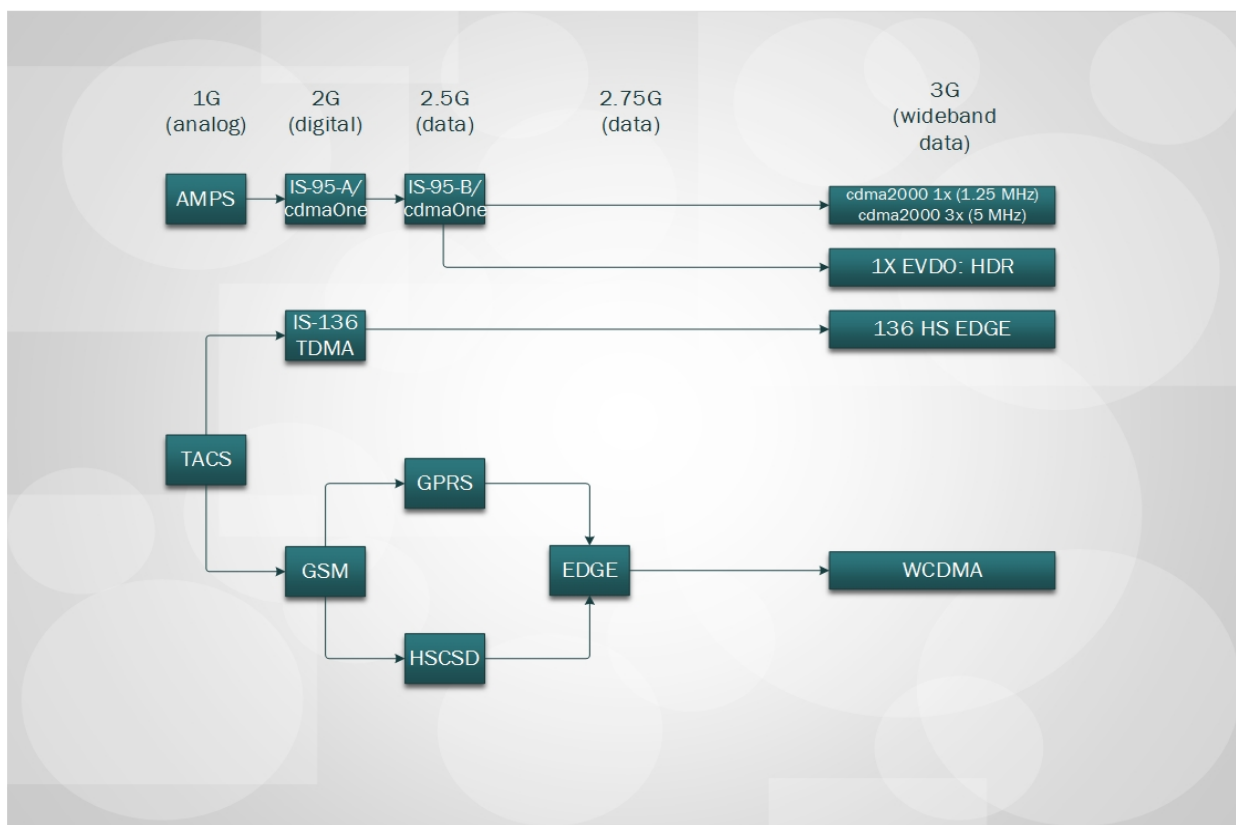 1G
(analog)
2G
(digital)
2.5G
(data)
2.75G
(data)
3G
(wideband
data)
AMPS
IS-95-A/
cdmaOne
IS-95-B/
cdmaOne
cdma2000 1x (1.25 MHz)
cdma2000 3x (5 MHz)
1X EVDO: HDR
IS-136
TDMA
136 HS EDGE
TACS
GPRS
GSM
EDGE
WCDMA
HSCSD